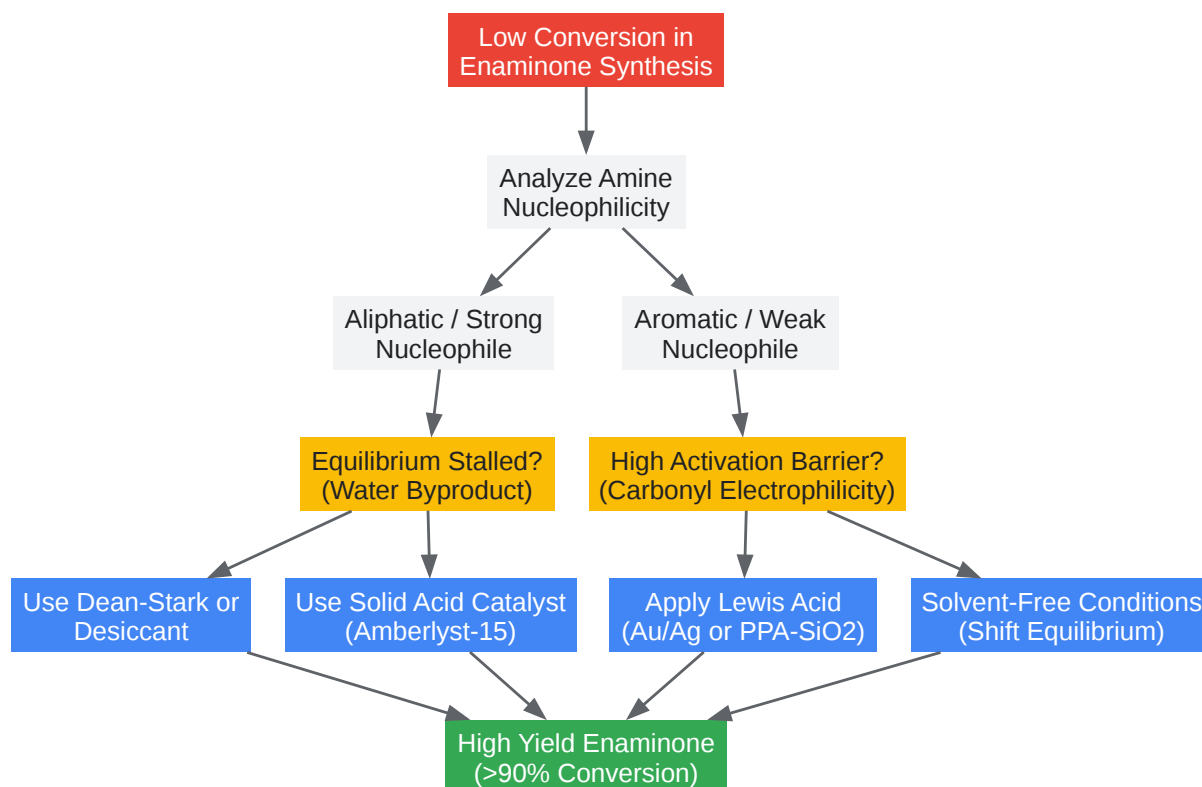 Low Conversion in
Enaminone Synthesis
Analyze Amine
Nucleophilicity
Aliphatic / Strong
Nucleophile
Aromatic / Weak
Nucleophile
Equilibrium Stalled?
(Water Byproduct)
High Activation Barrier?
(Carbonyl Electrophilicity)
Use Dean-Stark or
Desiccant
Use Solid Acid Catalyst
(Amberlyst-15)
Apply Lewis Acid
(Au/Ag or PPA-SiO2)
Solvent-Free Conditions
(Shift Equilibrium)
High Yield Enaminone
(>90% Conversion)